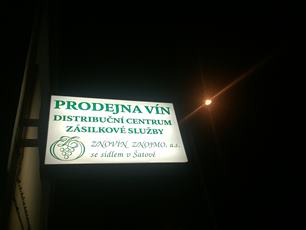 PRODEJNA VÍN
DISTRIBUČNÍ CENTRUM
ZÁSILKOVÉ SLUŽBY
ZNOVÍN ZNOJMO, a.s.
se sídlem v Šatově